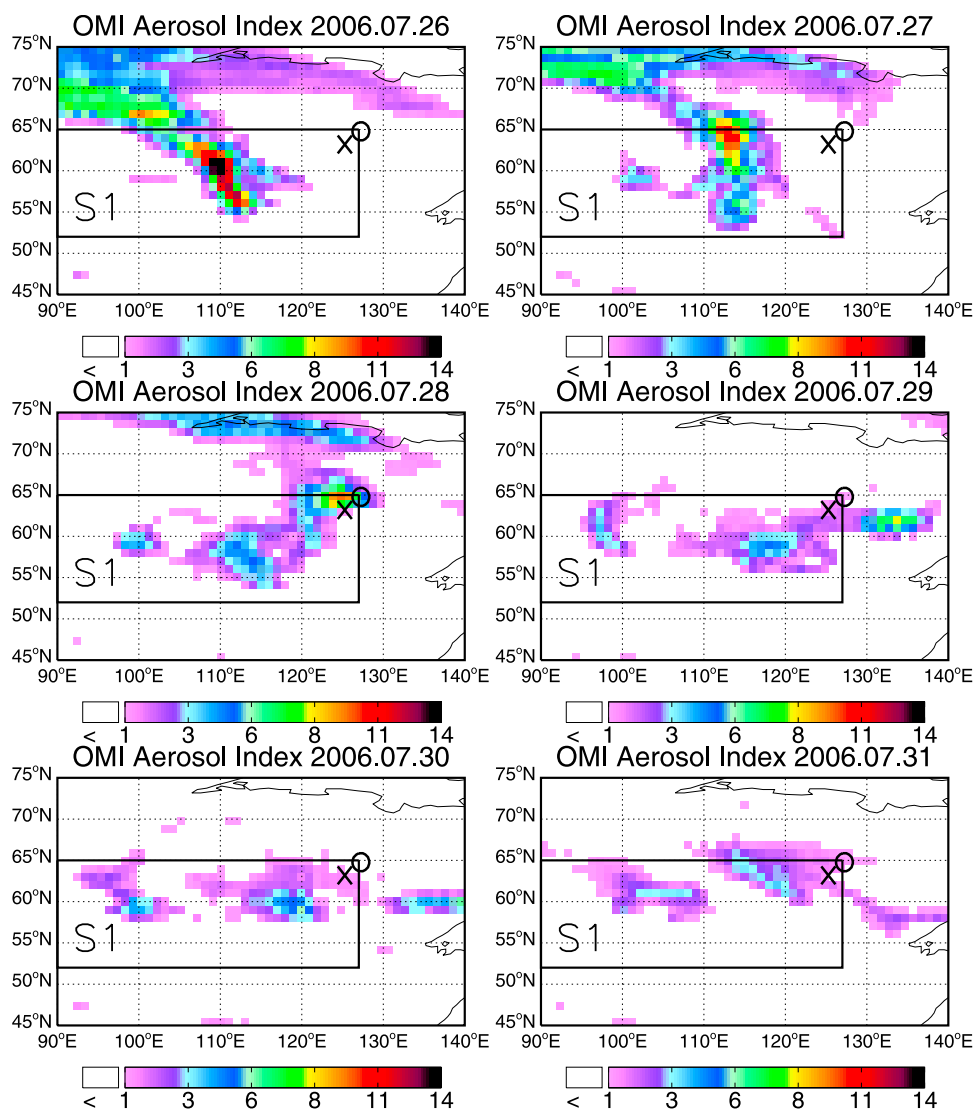 OMI Aerosol Index 2006.07.26
75°N
70°N
65°N
60°N
55°N
50°N
45°N
S1
X O
90°E 100°E 110°E 120°E 130°E 140°E
< 1 3 6 8 11 14
OMI Aerosol Index 2006.07.27
75°N
70°N
65°N
60°N
55°N
50°N
45°N
S1
X O
90°E 100°E 110°E 120°E 130°E 140°E
< 1 3 6 8 11 14
OMI Aerosol Index 2006.07.28
75°N
70°N
65°N
60°N
55°N
50°N
45°N
S1
X O
90°E 100°E 110°E 120°E 130°E 140°E
< 1 3 6 8 11 14
OMI Aerosol Index 2006.07.29
75°N
70°N
65°N
60°N
55°N
50°N
45°N
S1
X O
90°E 100°E 110°E 120°E 130°E 140°E
< 1 3 6 8 11 14
OMI Aerosol Index 2006.07.30
75°N
70°N
65°N
60°N
55°N
50°N
45°N
S1
X O
90°E 100°E 110°E 120°E 130°E 140°E
< 1 3 6 8 11 14
OMI Aerosol Index 2006.07.31
75°N
70°N
65°N
60°N
55°N
50°N
45°N
S1
X O
90°E 100°E 110°E 120°E 130°E 140°E
< 1 3 6 8 11 14